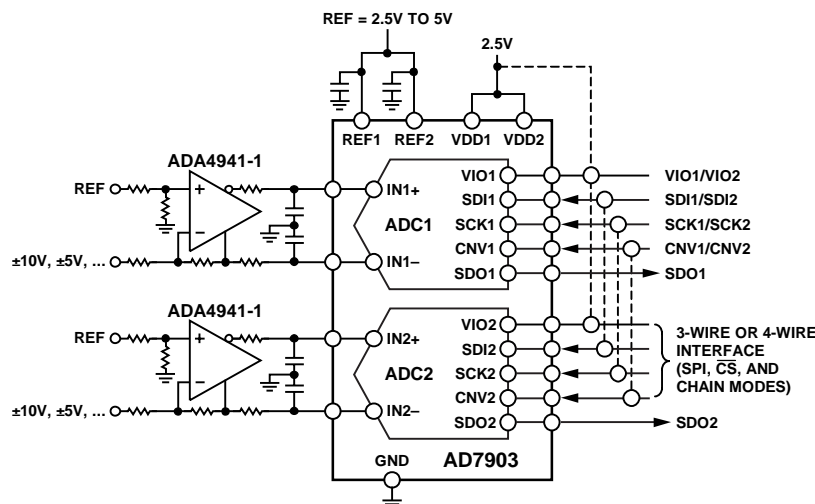 REF = 2.5V TO 5V
2.5V
REF1 REF2 VDD1 VDD2
ADA4941-1
REF
±10V, ±5V, ...
IN1+
ADC1
IN1–
VIO1
SDI1
SCK1
CNV1
SDO1
VIO1/VIO2
SDI1/SDI2
SCK1/SCK2
CNV1/CNV2
SDO1
ADA4941-1
REF
±10V, ±5V, ...
IN2+
ADC2
IN2–
VIO2
SDI2
SCK2
CNV2
SDO2
3-WIRE OR 4-WIRE
INTERFACE
(SPI, CS, AND
CHAIN MODES)
SDO2
GND
AD7903